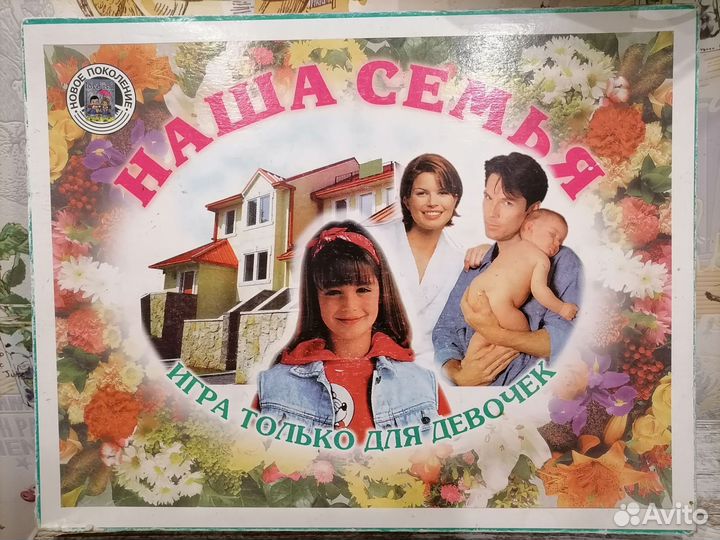 НОВОЕ ПОКОЛЕНИЕ
НАША СЕМЬЯ
ИГРА ТОЛЬКО ДЛЯ ДЕВОЧЕК
Avito